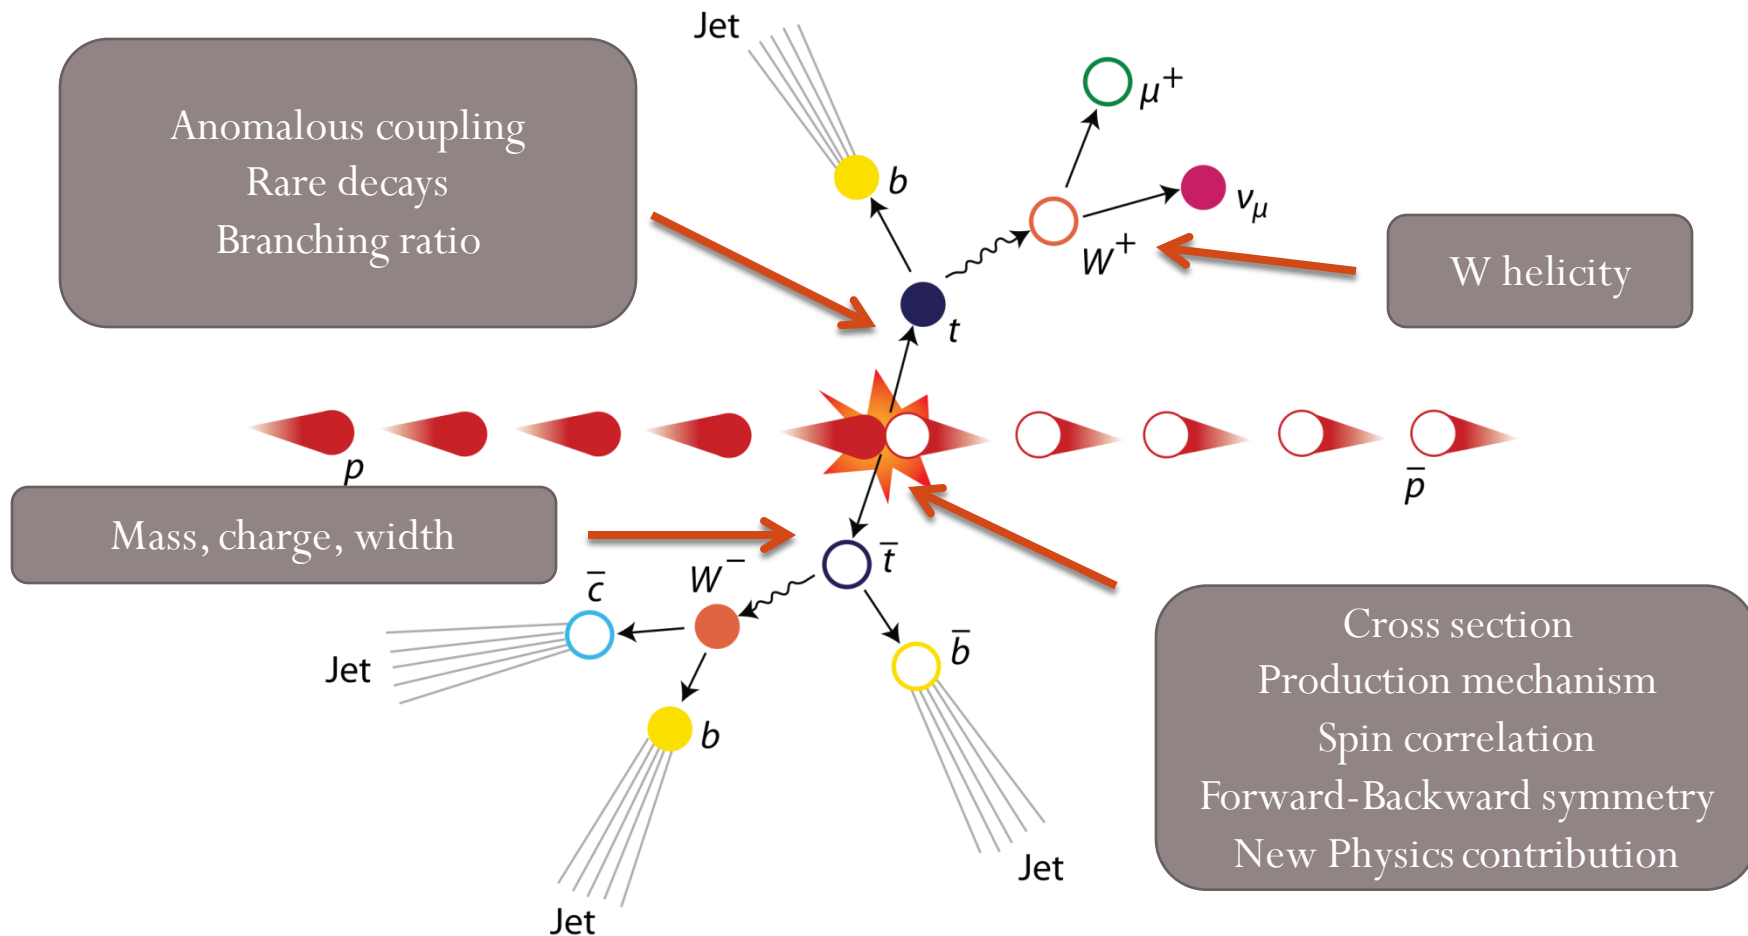 Jet
Anomalous coupling
Rare decays
Branching ratio
μ+
b
νμ
W+
W helicity
t
p
p̅
Mass, charge, width
t̅
W−
c̅
b̅
Jet
b
Cross section
Production mechanism
Spin correlation
Forward-Backward symmetry
New Physics contribution
Jet
Jet